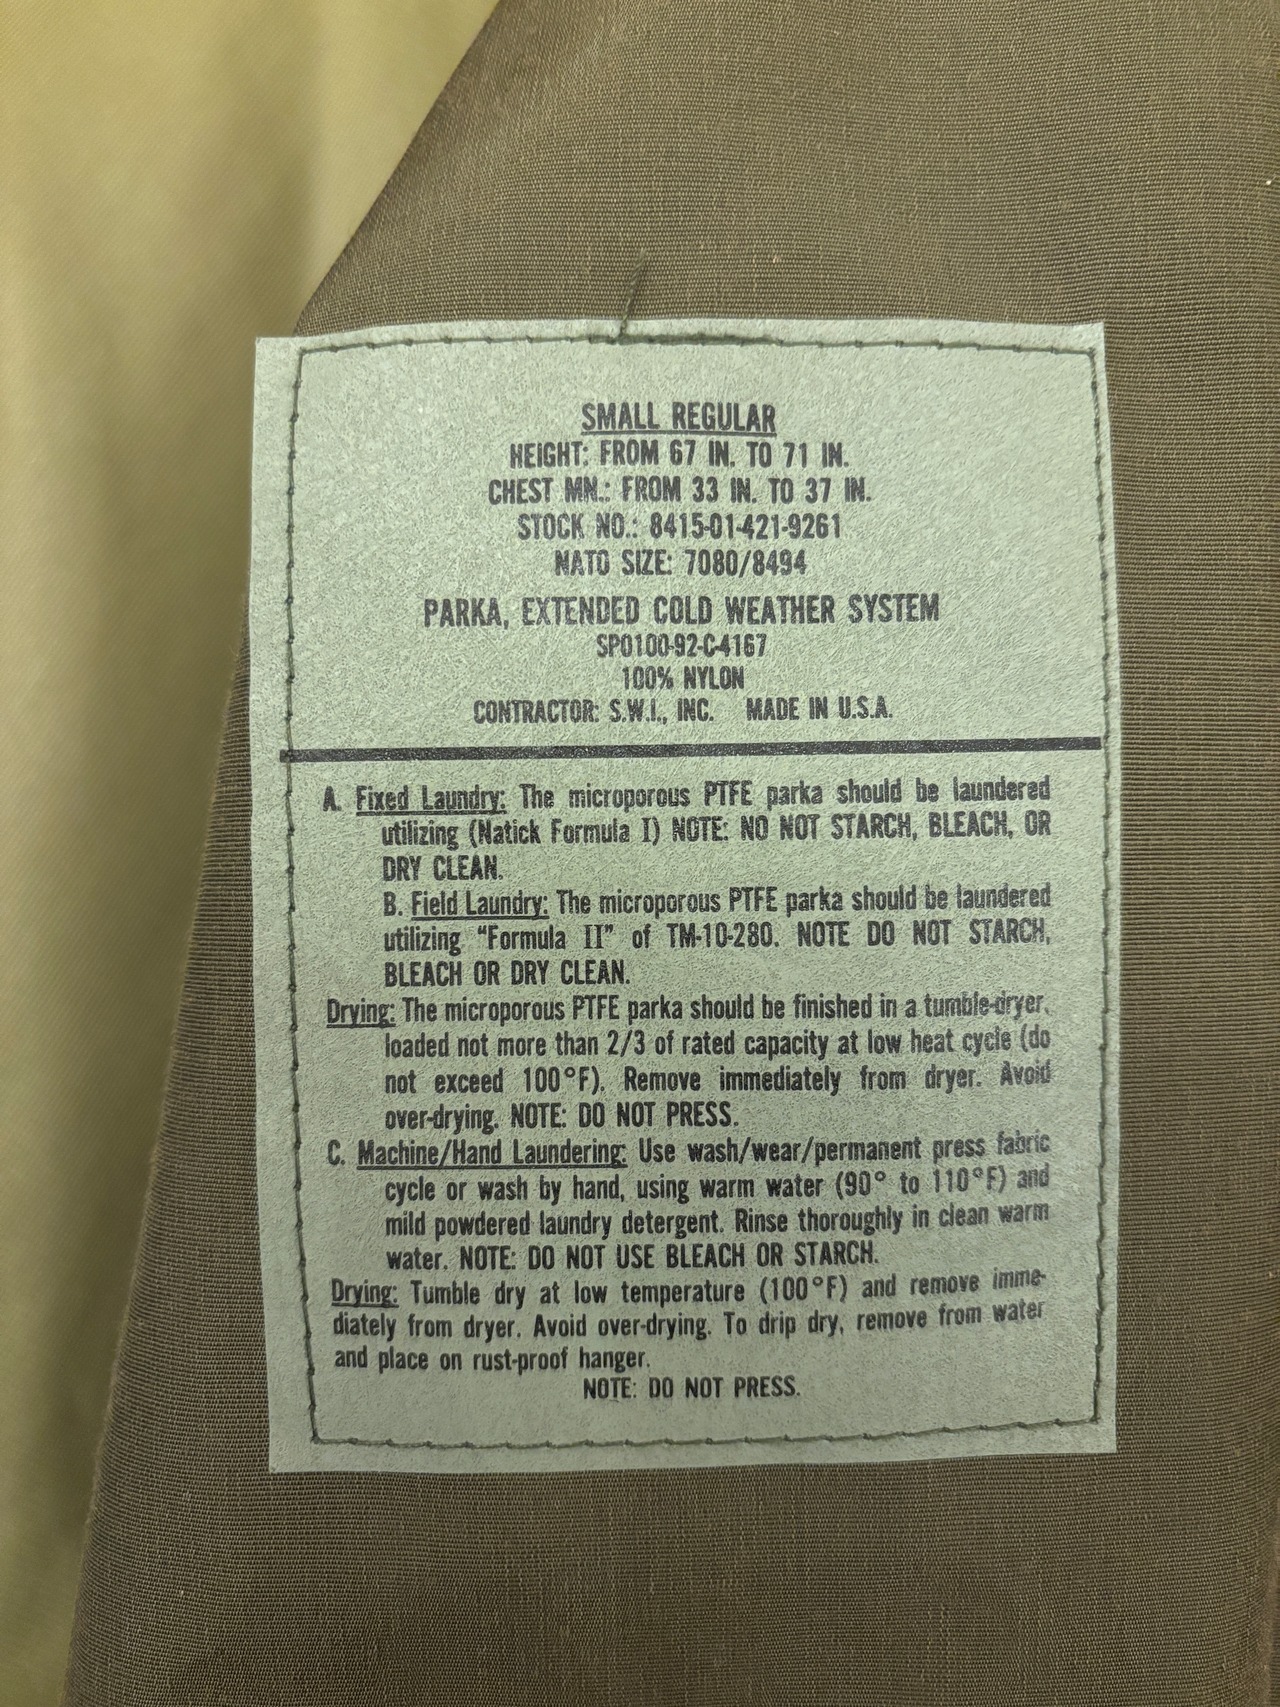 SMALL REGULAR
HEIGHT: FROM 67 IN. TO 71 IN.
CHEST MN.: FROM 33 IN. TO 37 IN.
STOCK NO.: 8415-01-421-9261
NATO SIZE: 7080/8494
PARKA, EXTENDED COLD WEATHER SYSTEM
SPO100-92-C-4167
100% NYLON
CONTRACTOR: S.W.I., INC. MADE IN U.S.A.
A. Fixed Laundry: The microporous PTFE parka should be laundered
utilizing (Natick Formula I) NOTE: NO NOT STARCH, BLEACH, OR
DRY CLEAN.
B. Field Laundry: The microporous PTFE parka should be laundered
utilizing "Formula II" of TM-10-280. NOTE DO NOT STARCH,
BLEACH OR DRY CLEAN.
Drying: The microporous PTFE parka should be finished in a tumble-dryer,
loaded not more than 2/3 of rated capacity at low heat cycle (do
not exceed 100°F). Remove immediately from dryer. Avoid
over-drying. NOTE: DO NOT PRESS.
C. Machine/Hand Laundering: Use wash/wear/permanent press fabric
cycle or wash by hand, using warm water (90° to 110°F) and
mild powdered laundry detergent. Rinse thoroughly in clean warm
water. NOTE: DO NOT USE BLEACH OR STARCH.
Drying: Tumble dry at low temperature (100°F) and remove imme-
diately from dryer. Avoid over-drying. To drip dry, remove from water
and place on rust-proof hanger.
NOTE: DO NOT PRESS.